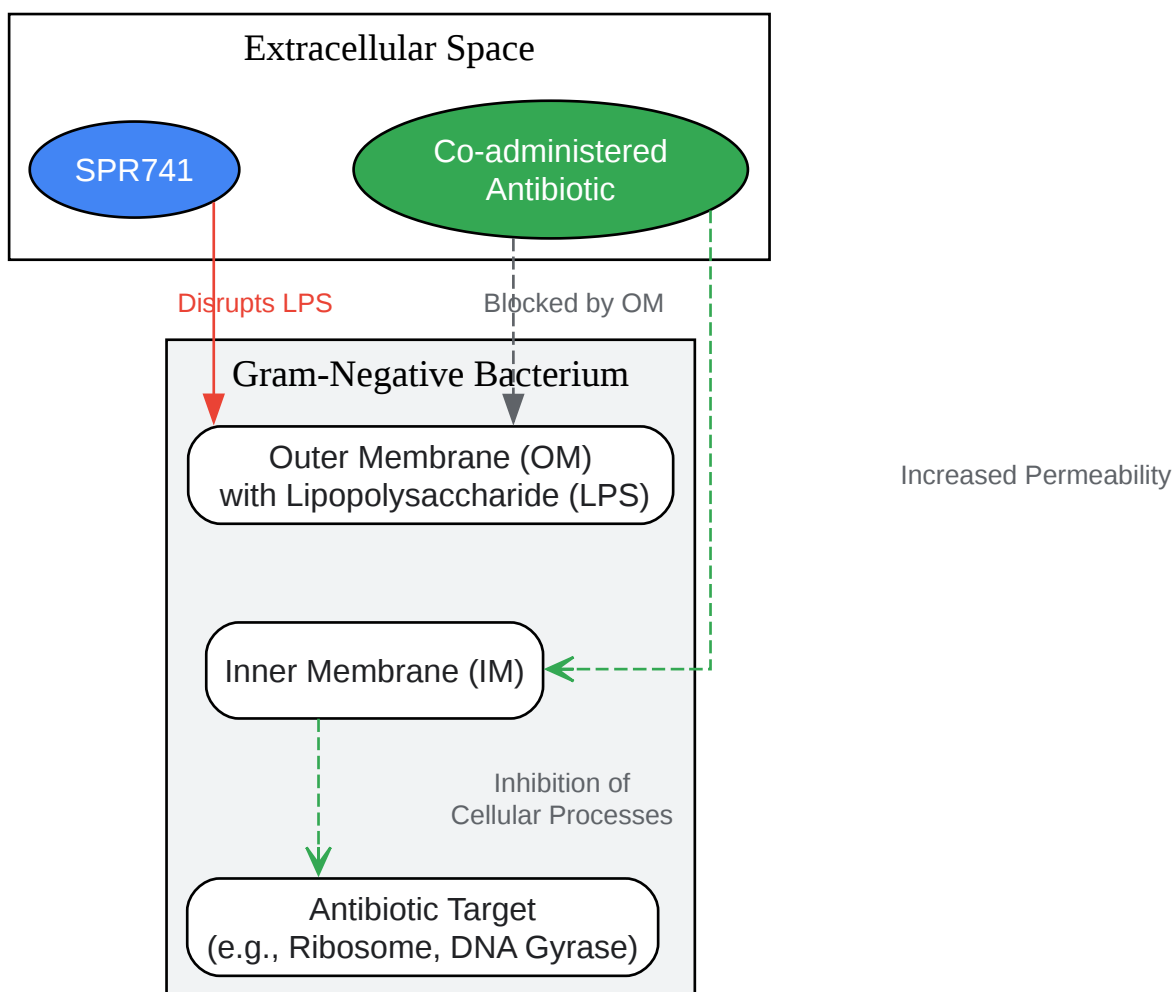 Extracellular Space
SPR741
Co-administered
Antibiotic
Disrupts LPS
Blocked by OM
Gram-Negative Bacterium
Outer Membrane (OM)
with Lipopolysaccharide (LPS)
Increased Permeability
Inner Membrane (IM)
Inhibition of
Cellular Processes
Antibiotic Target
(e.g., Ribosome, DNA Gyrase)